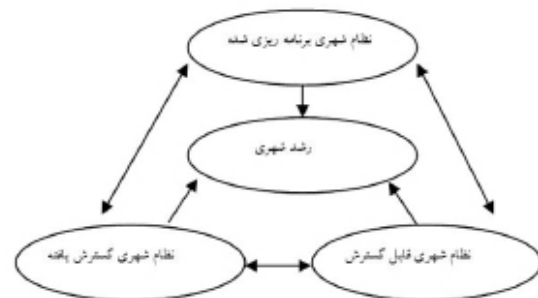 نظام شهری برنامه ریزی شده
رشد شهری
نظام شهری قابل گسترش
نظام شهری گسترش یافته